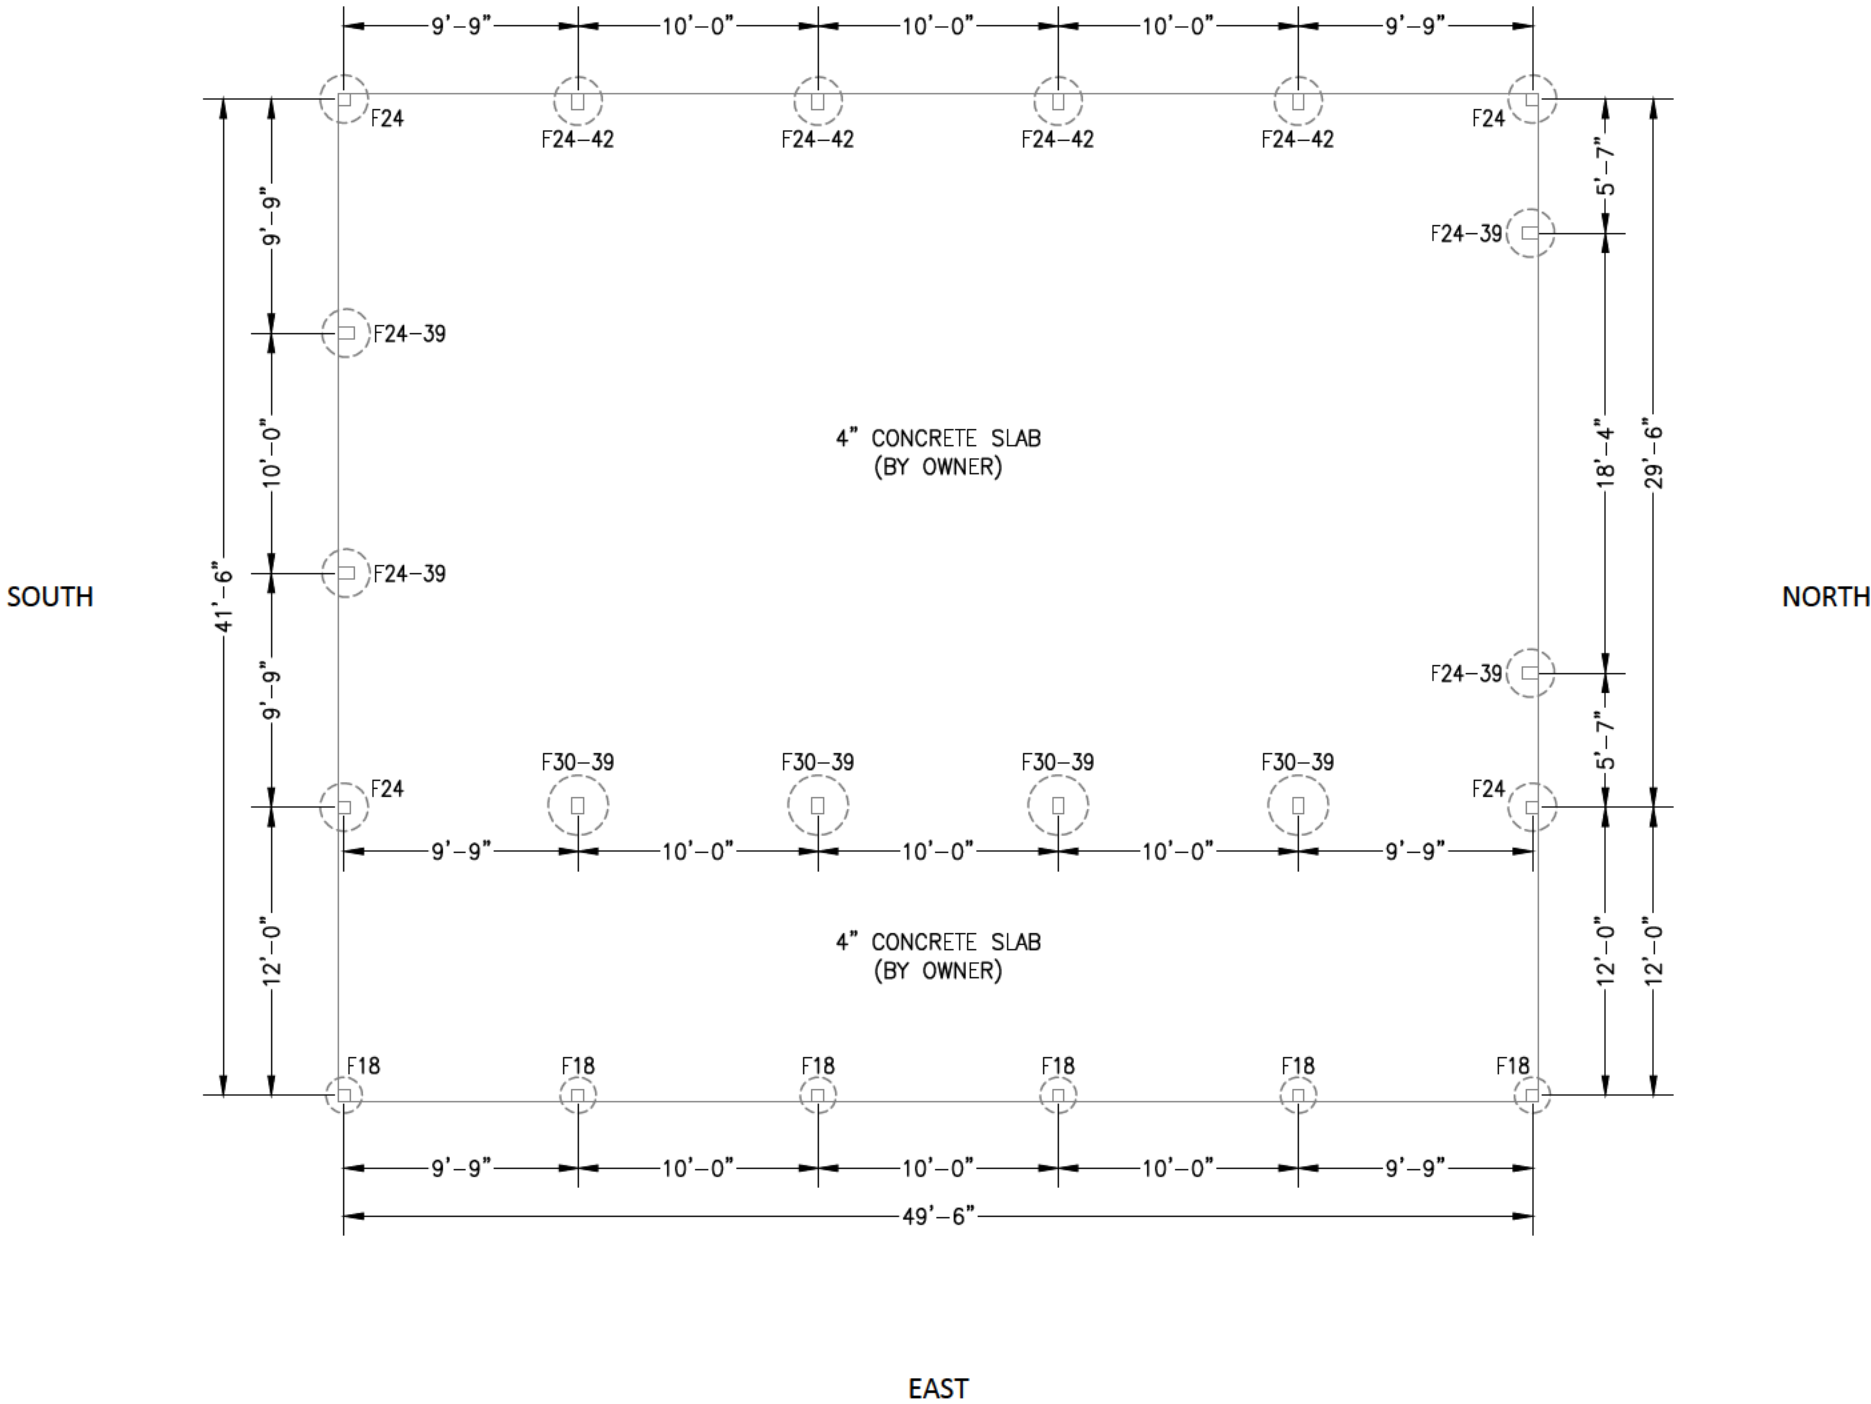 9'-9" 10'-0" 10'-0" 10'-0" 9'-9"
F24 F24
F24-42 F24-42 F24-42 F24-42
9'-9" 5'-7"
F24-39
F24-39
4" CONCRETE SLAB
(BY OWNER)
10'-0" 18'-4" 29'-6"
F24-39
SOUTH 41'-6" NORTH
F24-39
9'-9" 5'-7"
F30-39 F30-39 F30-39 F30-39
F24 F24
9'-9" 10'-0" 10'-0" 10'-0" 9'-9"
4" CONCRETE SLAB
(BY OWNER)
12'-0" 12'-0" 12'-0"
F18 F18 F18 F18 F18 F18
9'-9" 10'-0" 10'-0" 10'-0" 9'-9"
49'-6"
EAST